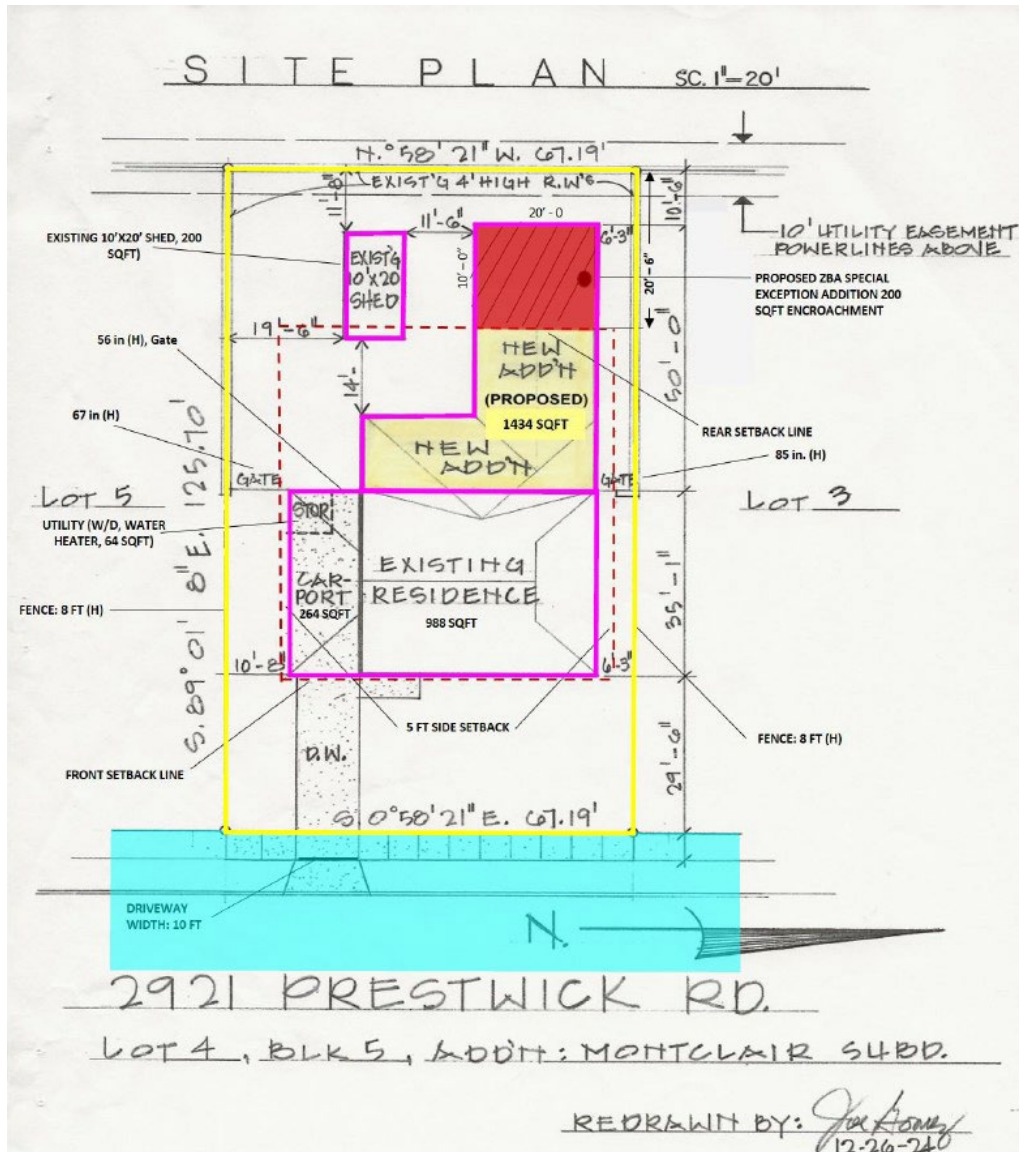 SITE PLAN SC. 1"=20'
N.°58'21" W. 67.19'
EXIST'G 4' HIGH R.W'S
11'-8"
11'-6"
20' - 0
6'-3"
10'-6"
10' UTILITY EASEMENT
POWERLINES ABOVE
EXISTING 10'X20' SHED, 200
SQFT)
EXIST'G
10'X20
SHED
10' - 0"
20' - 6"
PROPOSED ZBA SPECIAL
EXCEPTION ADDITION 200
SQFT ENCROACHMENT
19'-6"
56 in (H), Gate
14'-
NEW
ADD'N
(PROPOSED)
1434 SQFT
50'-0"
REAR SETBACK LINE
67 in (H)
85 in. (H)
NEW
ADD'N
GATE
GATE
LOT 5
LOT 3
S. 89° 01' 8" E. 125.70'
UTILITY (W/D, WATER
HEATER, 64 SQFT)
STOR
CAR-
PORT
264 SQFT
EXISTING
RESIDENCE
988 SQFT
35'-1"
FENCE: 8 FT (H)
10'-8"
6'-3"
5 FT SIDE SETBACK
FENCE: 8 FT (H)
D.W.
29'-6"
FRONT SETBACK LINE
S. 0°58'21" E. 67.19'
DRIVEWAY
WIDTH: 10 FT
N.
2921 PRESTWICK RD.
LOT 4, BLK 5, ADD'N: MONTCLAIR SUBD.
REDRAWN BY: Joe Gomez
12-26-24